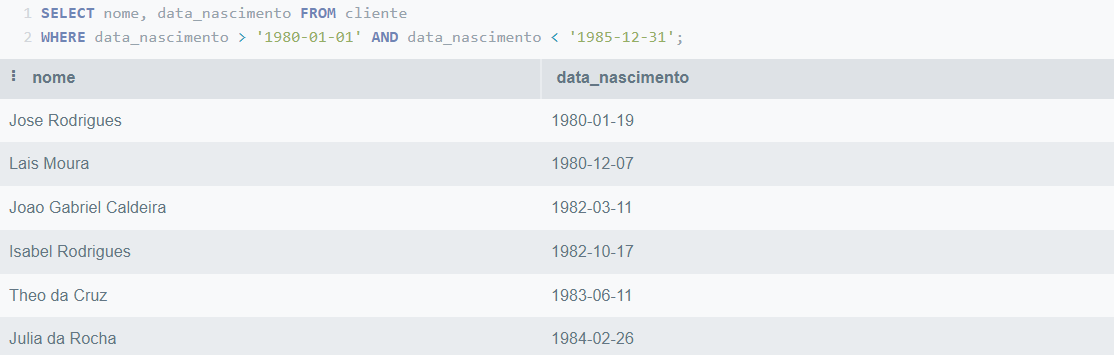 1 SELECT nome, data_nascimento FROM cliente
2 WHERE data_nascimento > '1980-01-01' AND data_nascimento < '1985-12-31';
nome data_nascimento
Jose Rodrigues 1980-01-19
Lais Moura 1980-12-07
Joao Gabriel Caldeira 1982-03-11
Isabel Rodrigues 1982-10-17
Theo da Cruz 1983-06-11
Julia da Rocha 1984-02-26